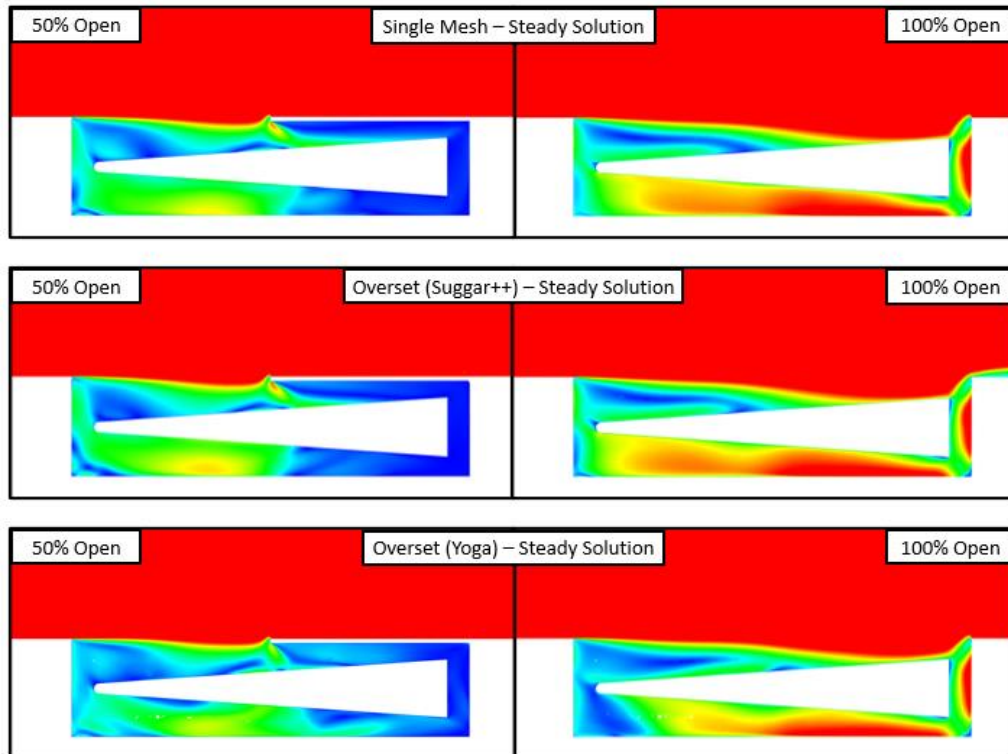 50% Open
Single Mesh – Steady Solution
100% Open
50% Open
Overset (Suggar++) – Steady Solution
100% Open
50% Open
Overset (Yoga) – Steady Solution
100% Open